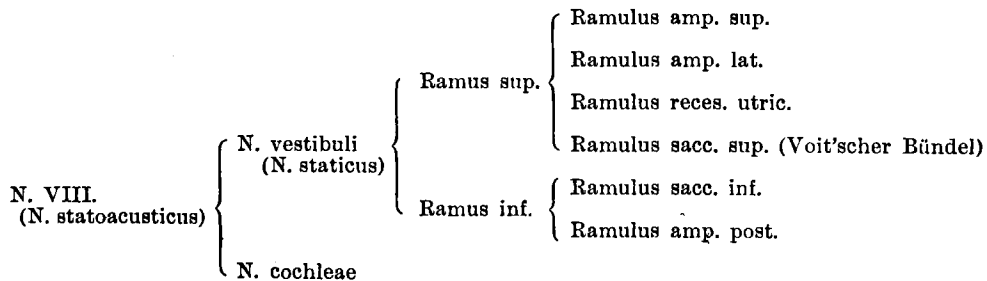 Ramulus amp. sup.
Ramulus amp. lat.
Ramus sup.
Ramulus reces. utric.
N. vestibuli
(N. staticus)
Ramulus sacc. sup. (Voit'scher Bündel)
N. VIII.
(N. statoacusticus)
Ramus inf.
Ramulus sacc. inf.
Ramulus amp. post.
N. cochleae